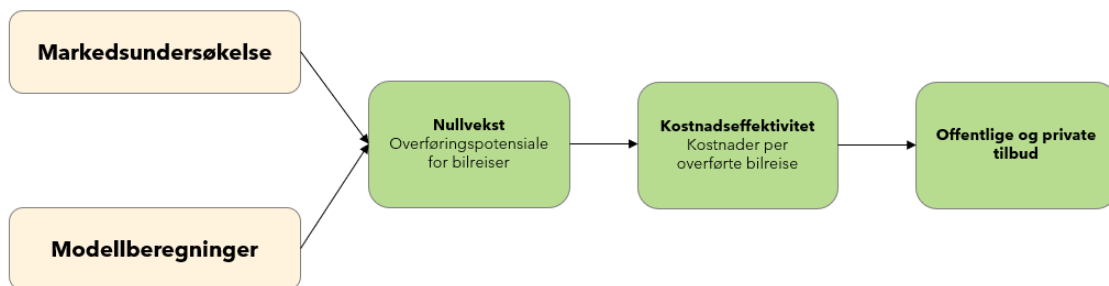 Markedsundersøkelse
Modellberegninger
Nullvekst
Overføringspotensiale
for bilreiser
Kostnadseffektivitet
Kostnader per
overførte bilreise
Offentlige og private
tilbud